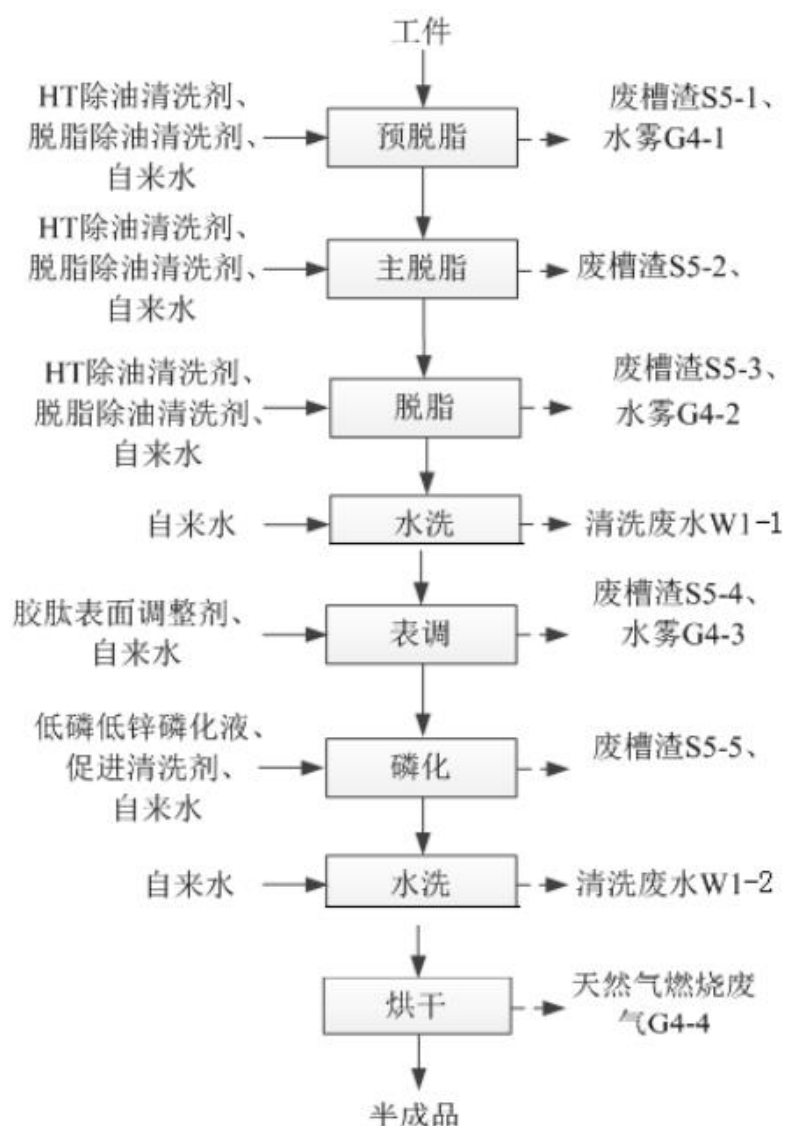 工件
HT除油清洗剂、
脱脂除油清洗剂、
自来水
预脱脂
废槽渣S5-1、
水雾G4-1
HT除油清洗剂、
脱脂除油清洗剂、
自来水
主脱脂
废槽渣S5-2、
HT除油清洗剂、
脱脂除油清洗剂、
自来水
脱脂
废槽渣S5-3、
水雾G4-2
自来水
水洗
清洗废水W1-1
胶肽表面调整剂、
自来水
表调
废槽渣S5-4、
水雾G4-3
低磷低锌磷化液、
促进清洗剂、
自来水
磷化
废槽渣S5-5、
自来水
水洗
清洗废水W1-2
烘干
天然气燃烧废
气G4-4
半成品